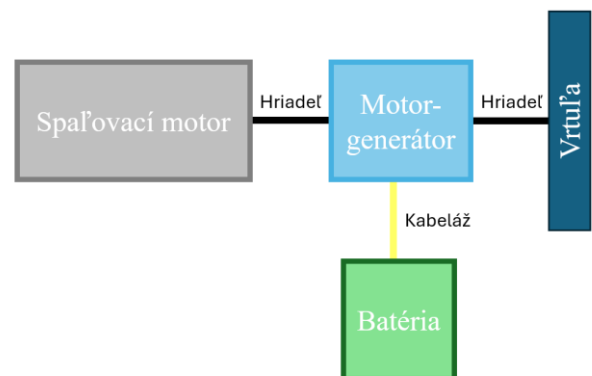 Spaľovací motor
Hriadeľ
Motor-
generátor
Hriadeľ
Vrtuľa
Kabeláž
Batéria